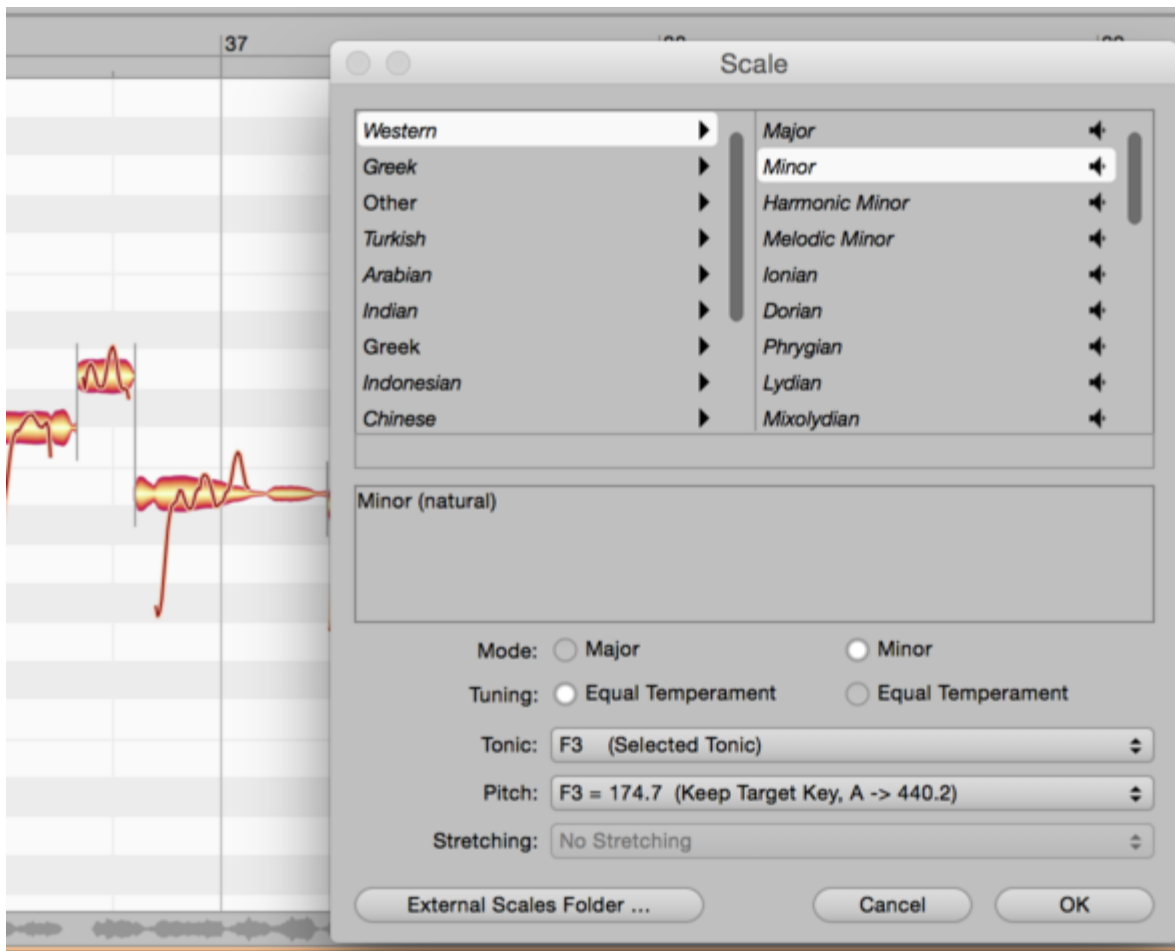 37
Scale
Western
Greek
Other
Turkish
Arabian
Indian
Greek
Indonesian
Chinese
Major
Minor
Harmonic Minor
Melodic Minor
Ionian
Dorian
Phrygian
Lydian
Mixolydian
Minor (natural)
Mode: Major Minor
Tuning: Equal Temperament Equal Temperament
Tonic: F3 (Selected Tonic)
Pitch: F3 = 174.7 (Keep Target Key, A -> 440.2)
Stretching: No Stretching
External Scales Folder ... Cancel OK